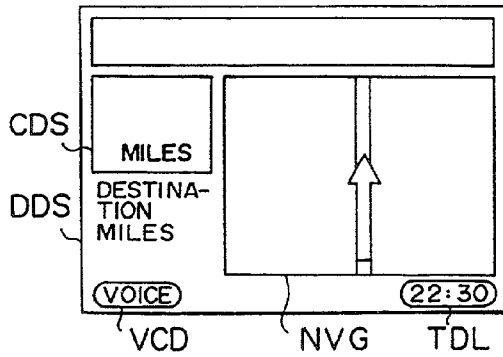 CDS
MILES
DDS
DESTINA-
TION
MILES
VOICE
22:30
VCD
NVG
TDL